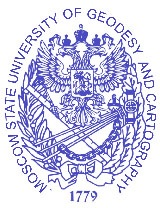 MOSCOW STATE UNIVERSITY OF GEODESY AND CARTOGRAPHY
1779